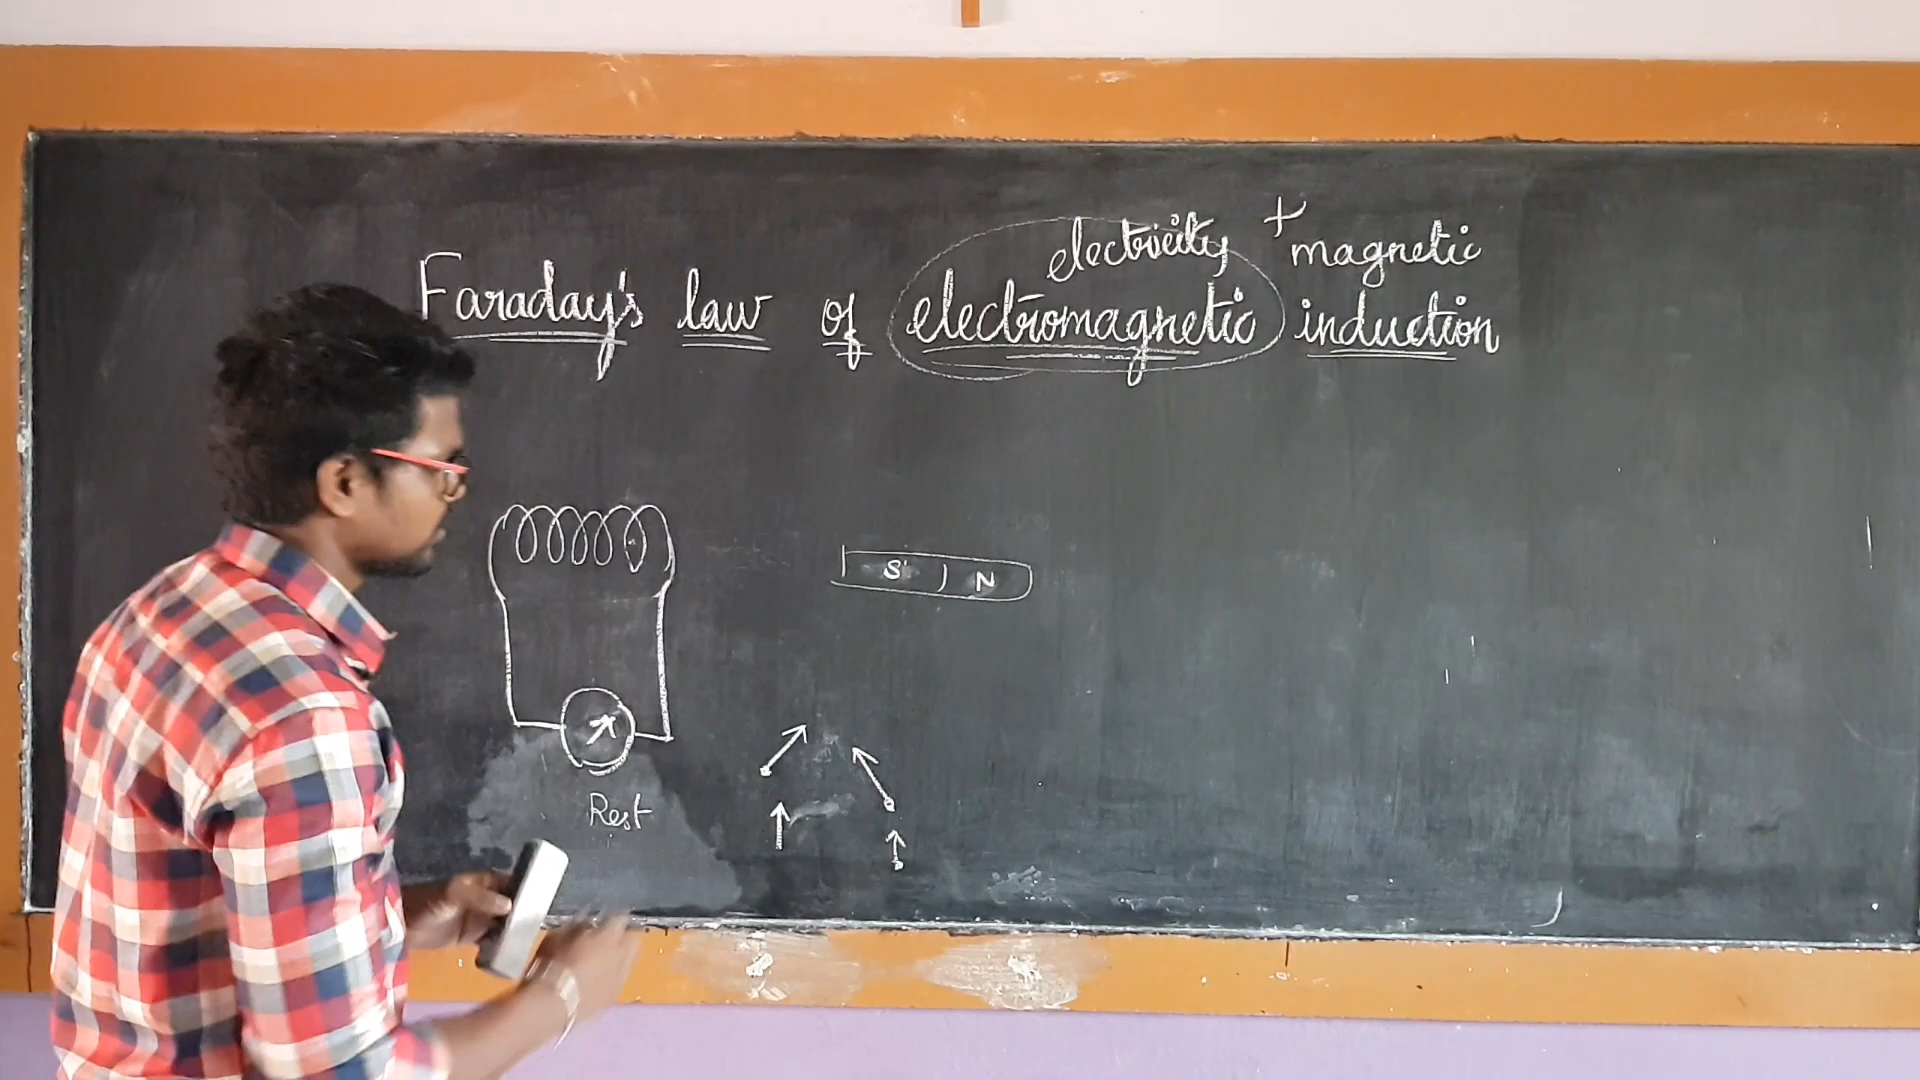 electricity + magnetic
Faraday's law of electromagnetic induction
S N
Rest